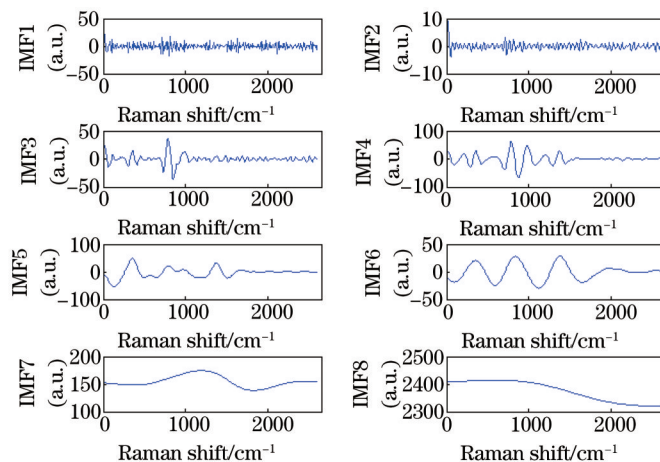 IMF1
(a.u.)
50
0
−50
0 1000 2000
Raman shift/cm⁻¹
IMF2
(a.u.)
10
0
10
0 1000 2000
Raman shift/cm⁻¹
IMF3
(a.u.)
50
0
−50
0 1000 2000
Raman shift/cm⁻¹
IMF4
(a.u.)
100
0
−100
0 1000 2000
Raman shift/cm⁻¹
IMF5
(a.u.)
100
0
−100
0 1000 2000
Raman shift/cm⁻¹
IMF6
(a.u.)
50
0
50
0 1000 2000
Raman shift/cm⁻¹
IMF7
(a.u.)
200
150
100
0 1000 2000
Raman shift/cm⁻¹
IMF8
(a.u.)
2500
2400
2300
0 1000 2000
Raman shift/cm⁻¹